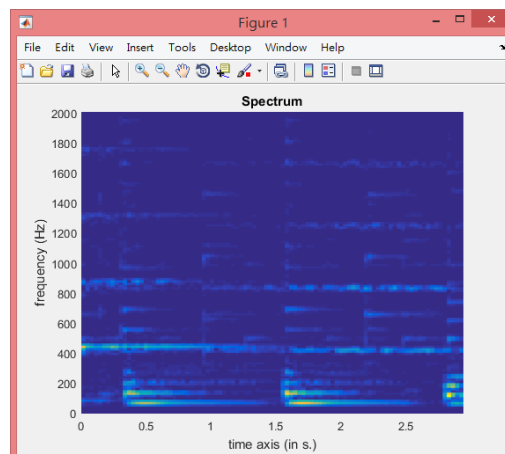 Figure 1
File Edit View Insert Tools Desktop Window Help
Spectrum
frequency (Hz)
2000
1800
1600
1400
1200
1000
800
600
400
200
0
0 0.5 1 1.5 2 2.5
time axis (in s.)